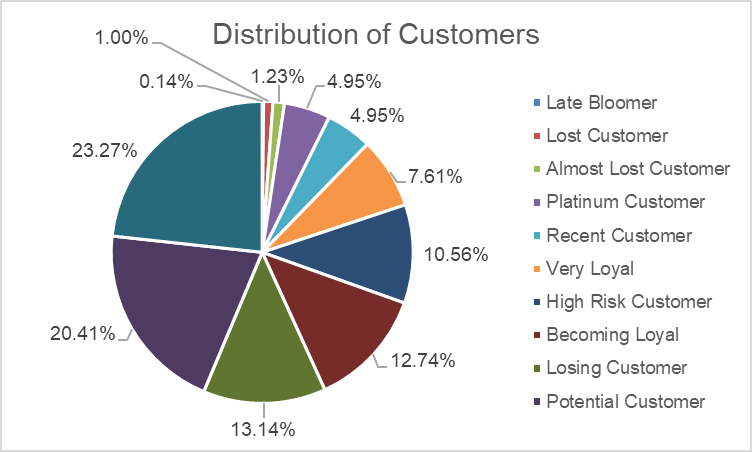 Distribution of Customers
1.00%
0.14%
1.23%
4.95%
4.95%
7.61%
10.56%
12.74%
13.14%
20.41%
23.27%
Late Bloomer
Lost Customer
Almost Lost Customer
Platinum Customer
Recent Customer
Very Loyal
High Risk Customer
Becoming Loyal
Losing Customer
Potential Customer